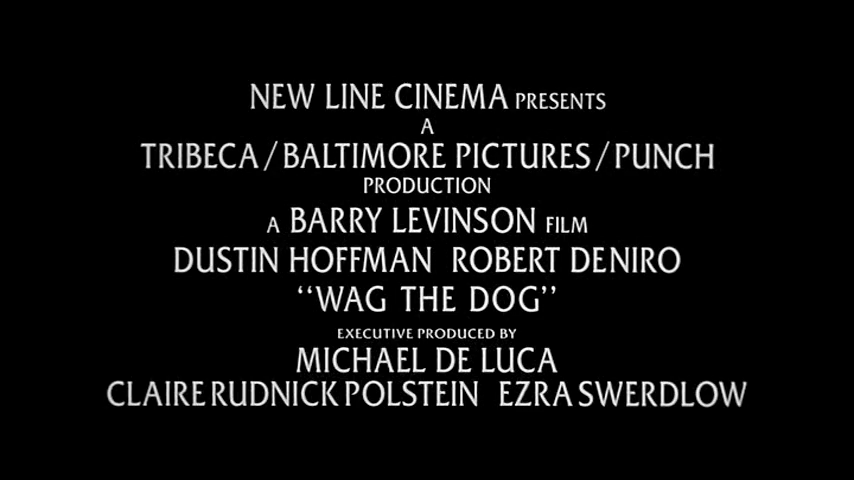 NEW LINE CINEMA PRESENTS
A
TRIBECA/BALTIMORE PICTURES/PUNCH
PRODUCTION
A BARRY LEVINSON FILM
DUSTIN HOFFMAN ROBERT DENIRO
“WAG THE DOG”
EXECUTIVE PRODUCED BY
MICHAEL DE LUCA
CLAIRE RUDNICK POLSTEIN EZRA SWERDLOW